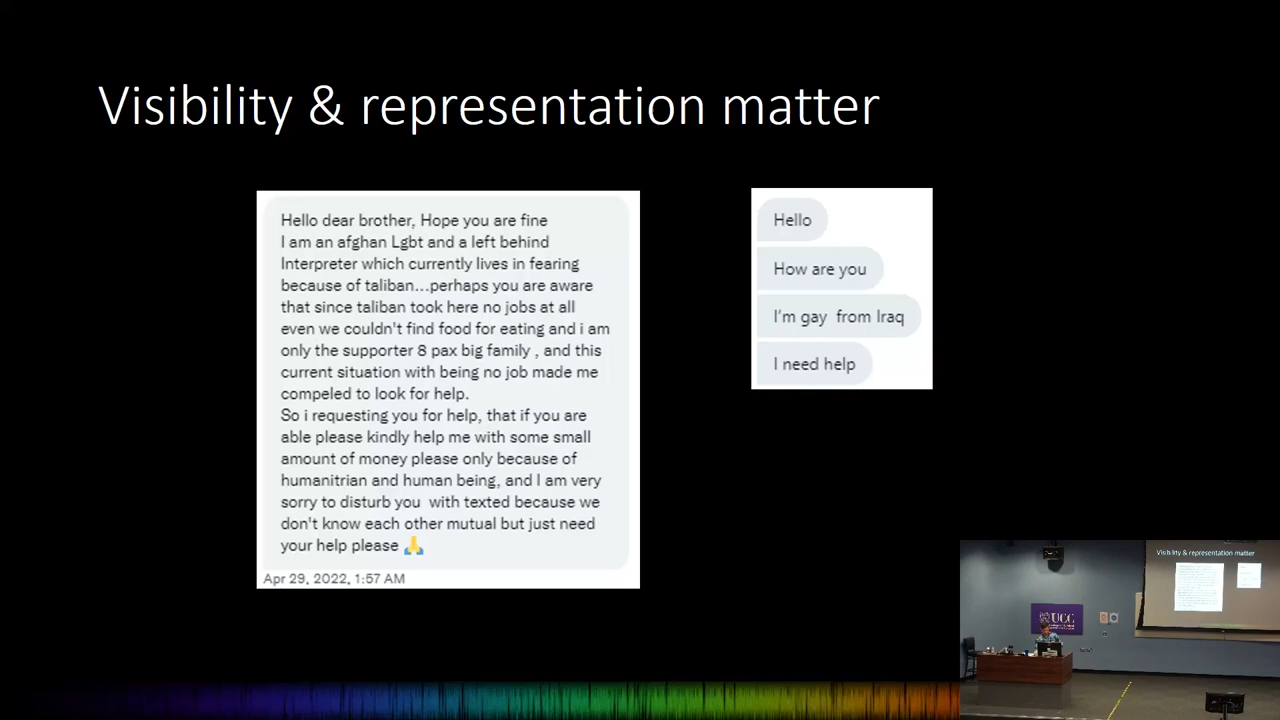 Visibility & representation matter
Hello dear brother, Hope you are fine
I am an afghan Lgbt and a left behind
Interpreter which currently lives in fearing
because of taliban...perhaps you are aware
that since taliban took here no jobs at all
even we couldn't find food for eating and i am
only the supporter 8 pax big family , and this
current situation with being no job made me
compeled to look for help.
So i requesting you for help, that if you are
able please kindly help me with some small
amount of money please only because of
humanitrian and human being, and I am very
sorry to disturb you  with texted because we
don't know each other mutual but just need
your help please 🙏
Apr 29, 2022, 1:57 AM
Hello
How are you
I'm gay  from Iraq
I need help
Visibility & representation matter
UCC